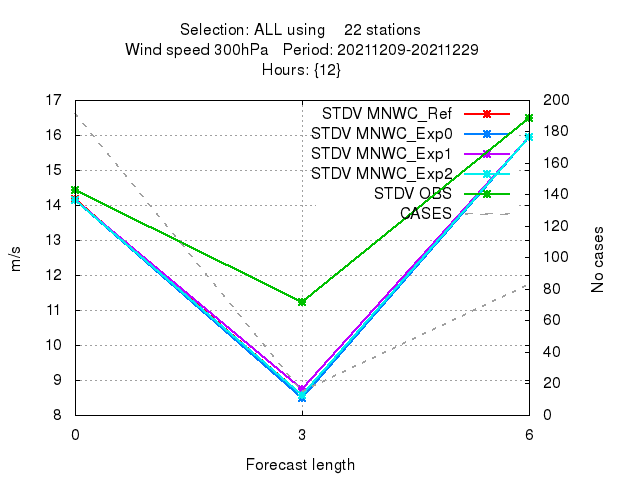 Selection: ALL using    22 stations
Wind speed 300hPa   Period: 20211209-20211229
Hours: {12}
17
16
15
14
13
12
11
10
9
8
m/s
STDV MNWC_Ref
STDV MNWC_Exp0
STDV MNWC_Exp1
STDV MNWC_Exp2
STDV OBS
CASES
200
180
160
140
120
100
80
60
40
20
0
No cases
0 3 6
Forecast length